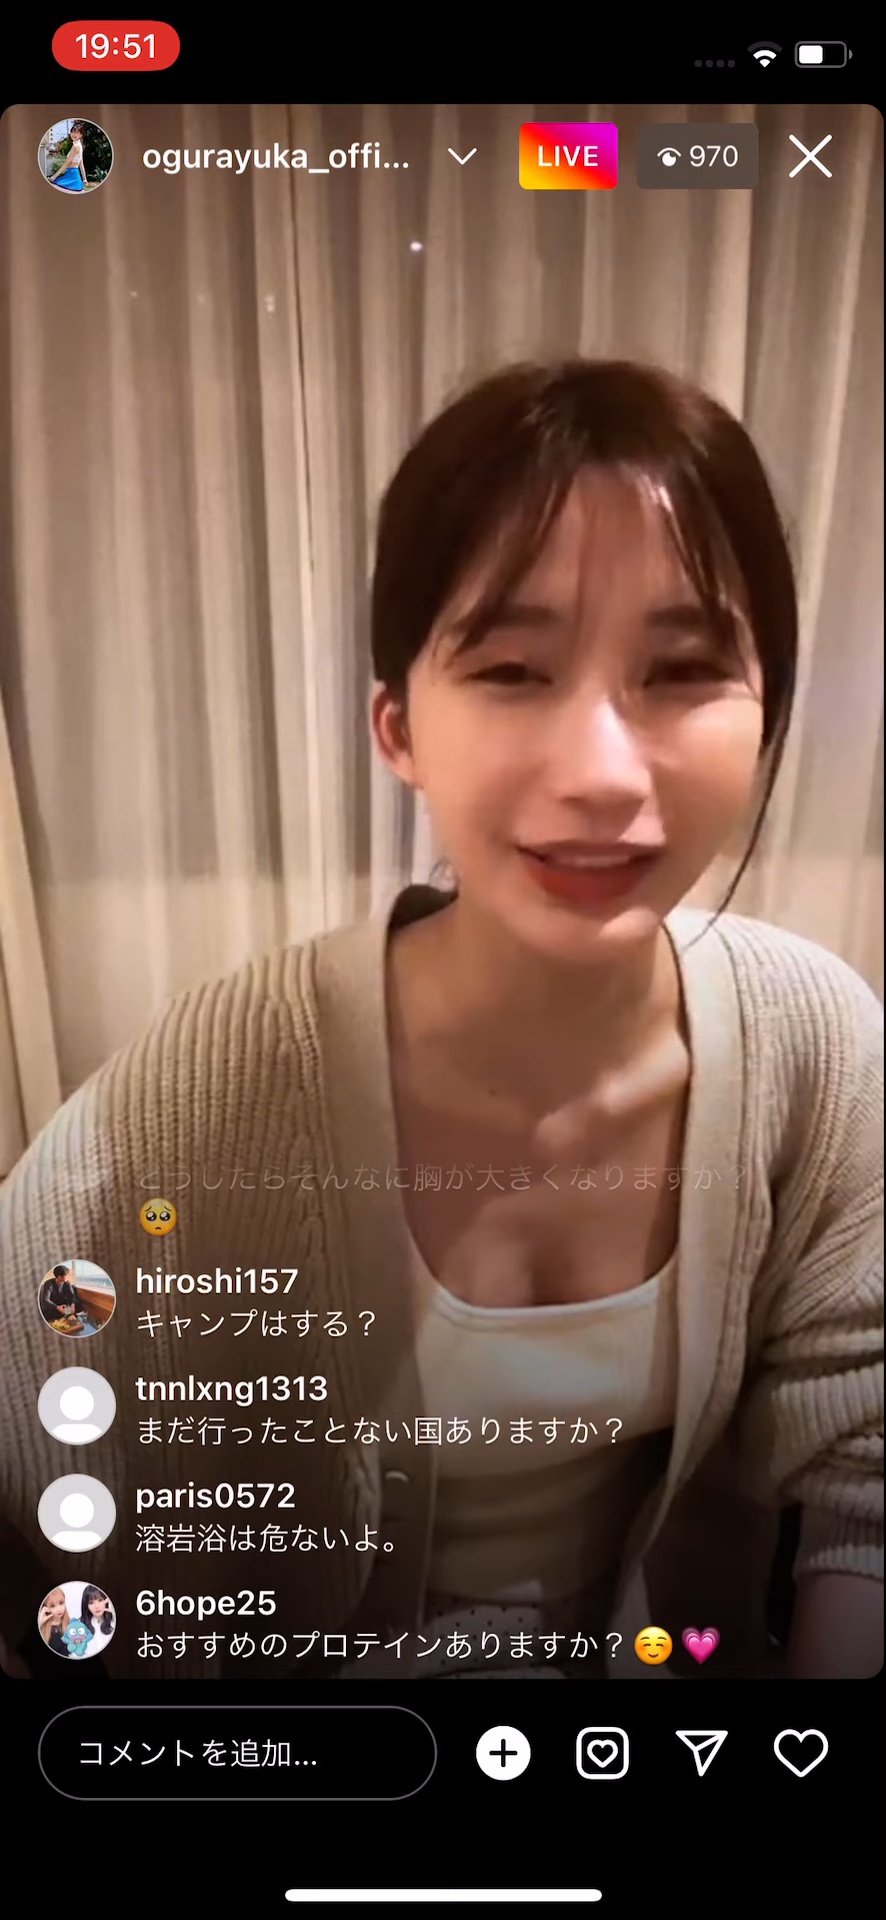 19:51
ogurayuka_offi...
LIVE
970
どうしたらそんなに胸が大きくなりますか？
🥺
hiroshi157
キャンプはする？
tnnlxng1313
まだ行ったことない国ありますか？
paris0572
溶岩浴は危ないよ。
6hope25
おすすめのプロテインありますか？☺️💗
コメントを追加...